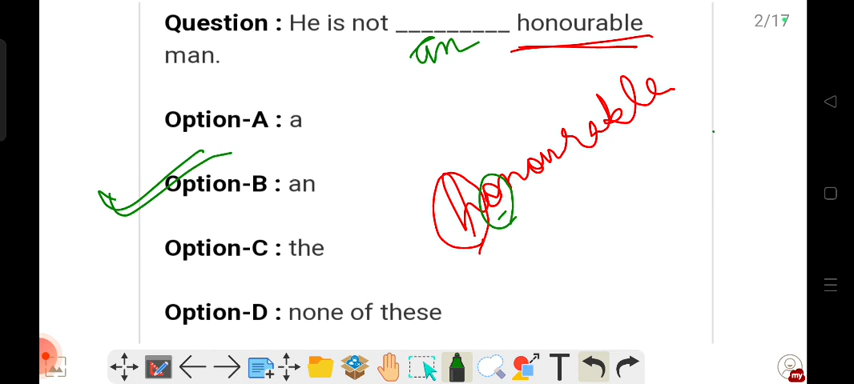 Question : He is not _________ honourable
an
man.
honourable
Option-A : a
Option-B : an
Option-C : the
Option-D : none of these
2/17
T
my